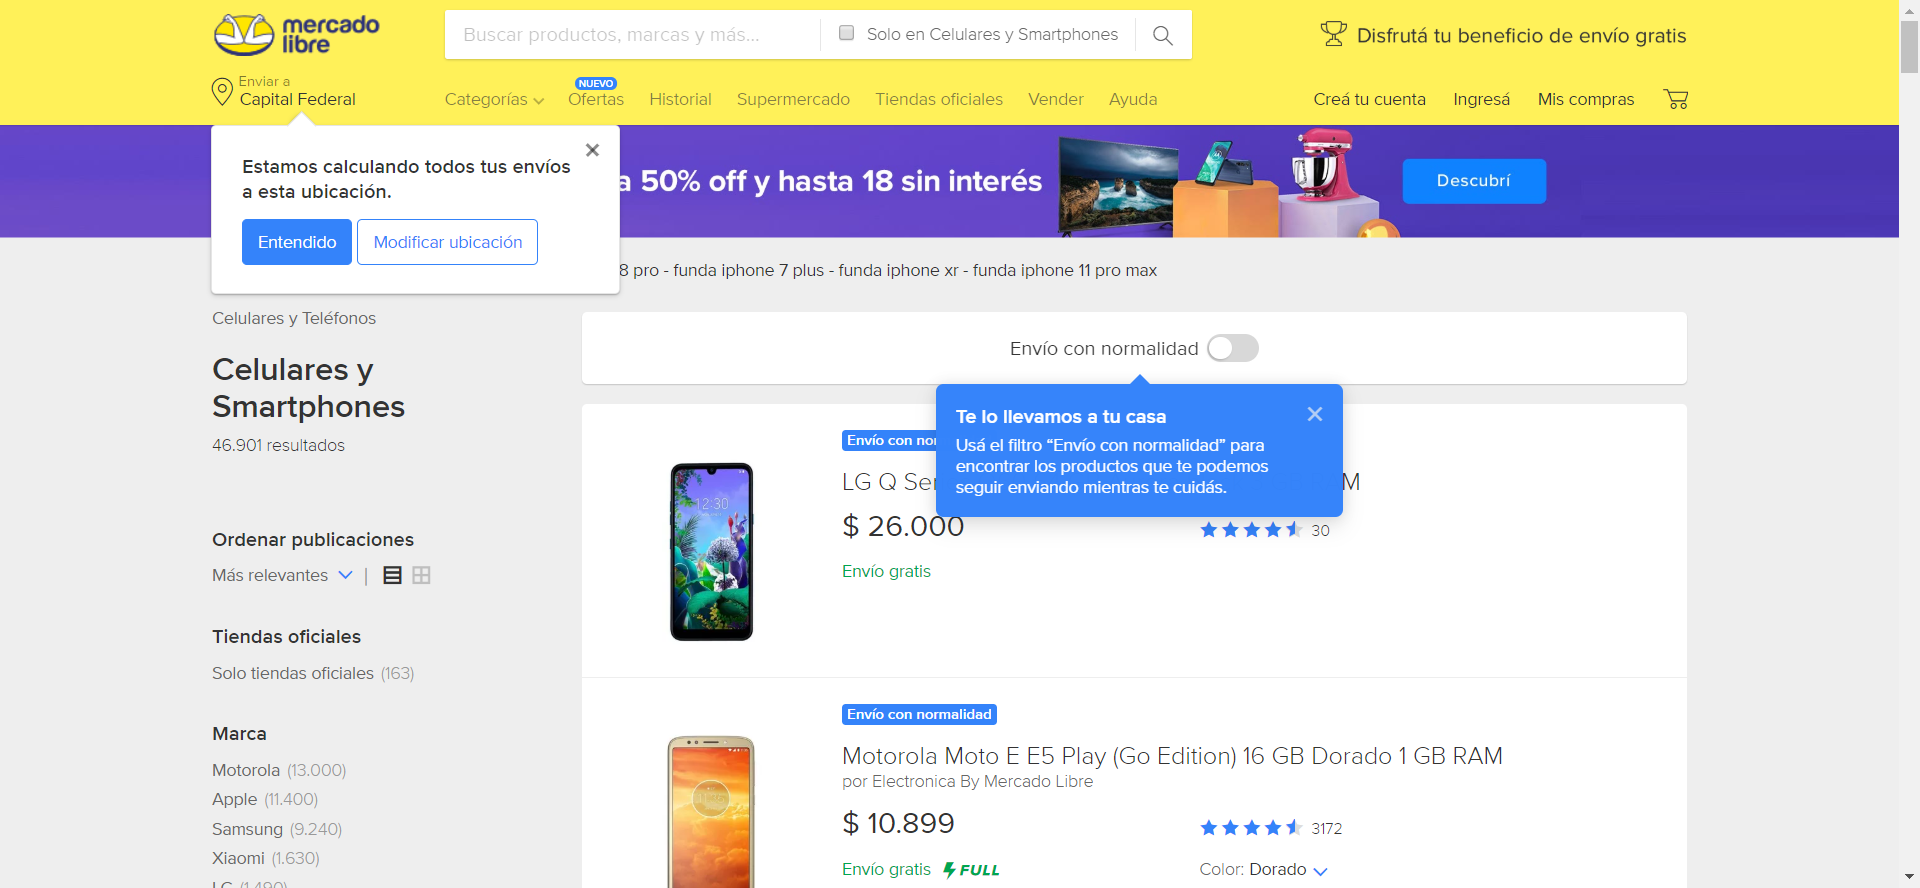 mercado
libre
Buscar productos, marcas y más...
Solo en Celulares y Smartphones
Disfrutá tu beneficio de envío gratis
Enviar a
Capital Federal
Categorías
NUEVO
Ofertas
Historial
Supermercado
Tiendas oficiales
Vender
Ayuda
Creá tu cuenta
Ingresá
Mis compras
Estamos calculando todos tus envíos
a esta ubicación.
Entendido
Modificar ubicación
a 50% off y hasta 18 sin interés
Descubrí
8 pro - funda iphone 7 plus - funda iphone xr - funda iphone 11 pro max
Celulares y Teléfonos
Celulares y
Smartphones
46.901 resultados
Ordenar publicaciones
Más relevantes
Tiendas oficiales
Solo tiendas oficiales (163)
Marca
Motorola (13.000)
Apple (11.400)
Samsung (9.240)
Xiaomi (1.630)
LG (1.490)
Envío con normalidad
Te lo llevamos a tu casa
Usá el filtro “Envío con normalidad” para
encontrar los productos que te podemos
seguir enviando mientras te cuidás.
Envío con nor
LG Q Ser
M
12:30
$ 26.000
30
Envío gratis
Envío con normalidad
Motorola Moto E E5 Play (Go Edition) 16 GB Dorado 1 GB RAM
por Electronica By Mercado Libre
$ 10.899
3172
Envío gratis
FULL
Color: Dorado